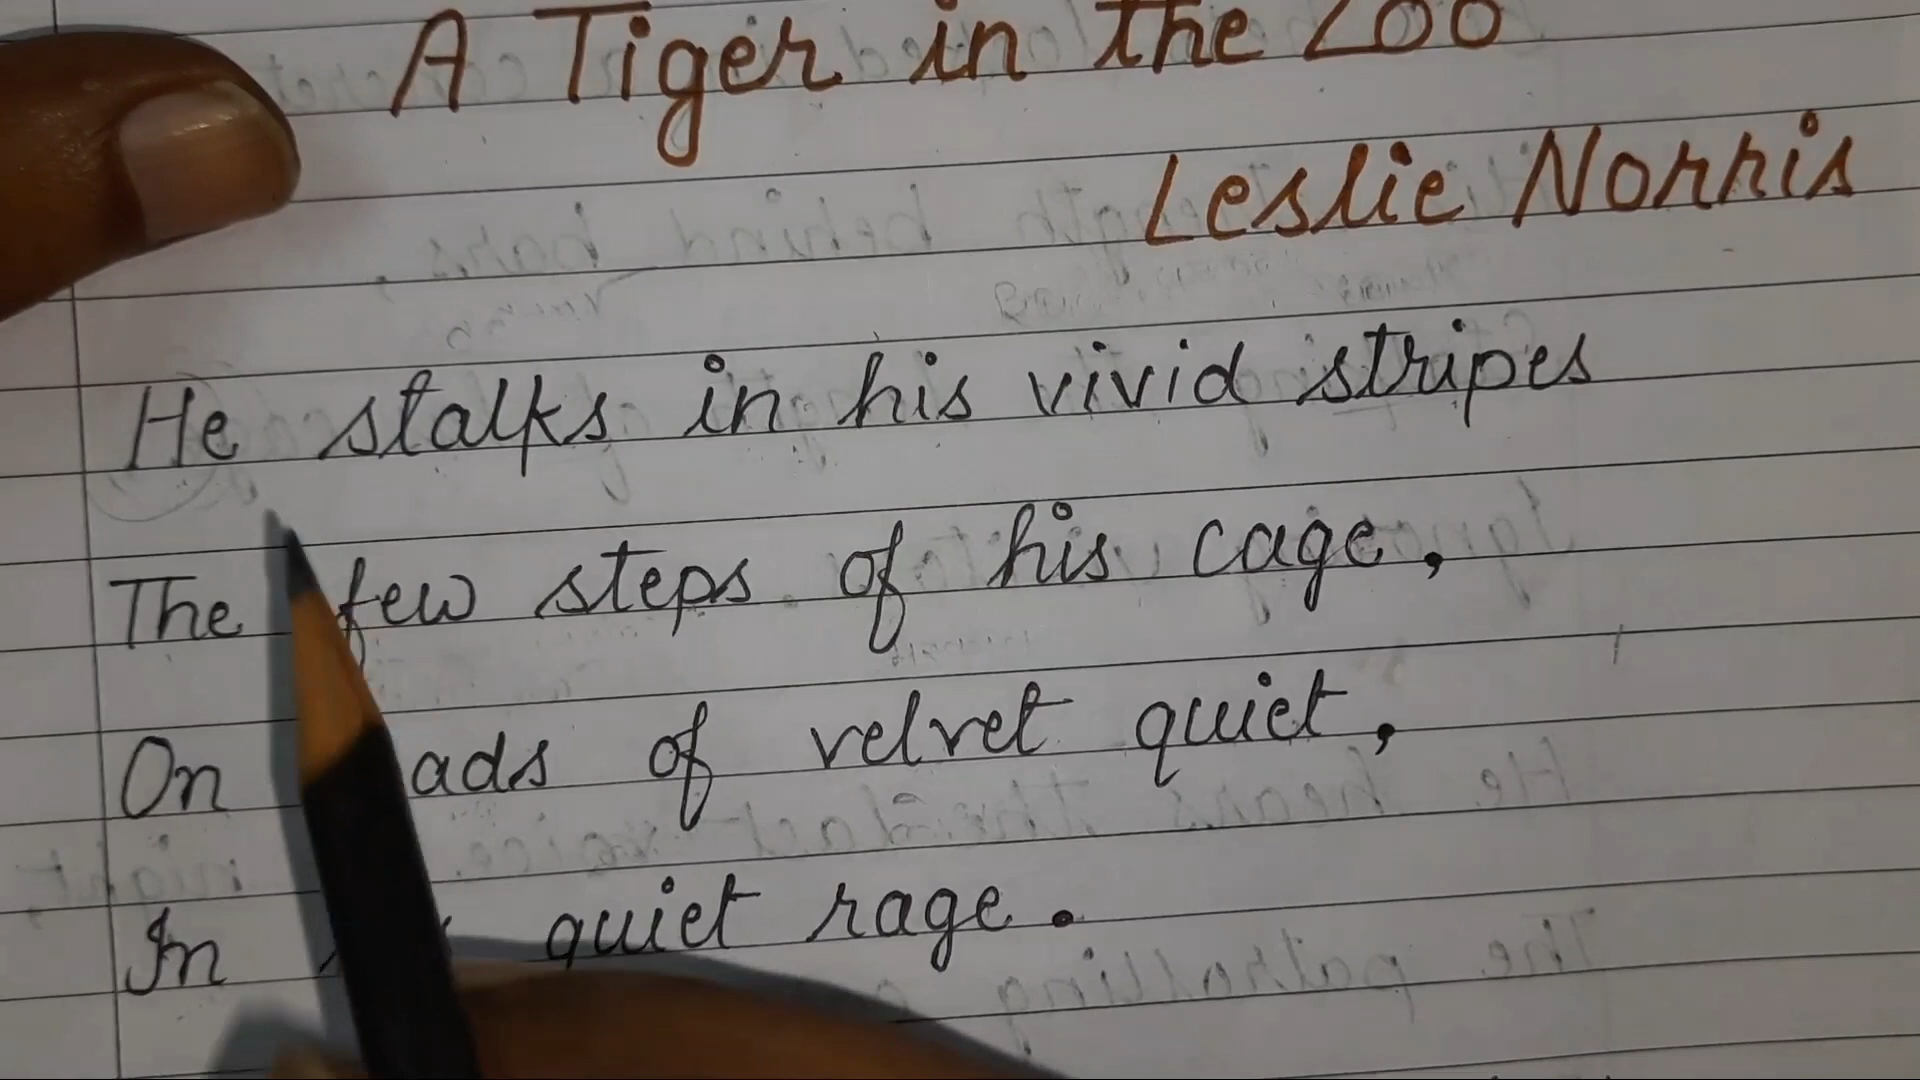 A Tiger in the Zoo
Leslie Norris
He stalks in his vivid stripes
The few steps of his cage,
On ads of velvet quiet,
In quiet rage.